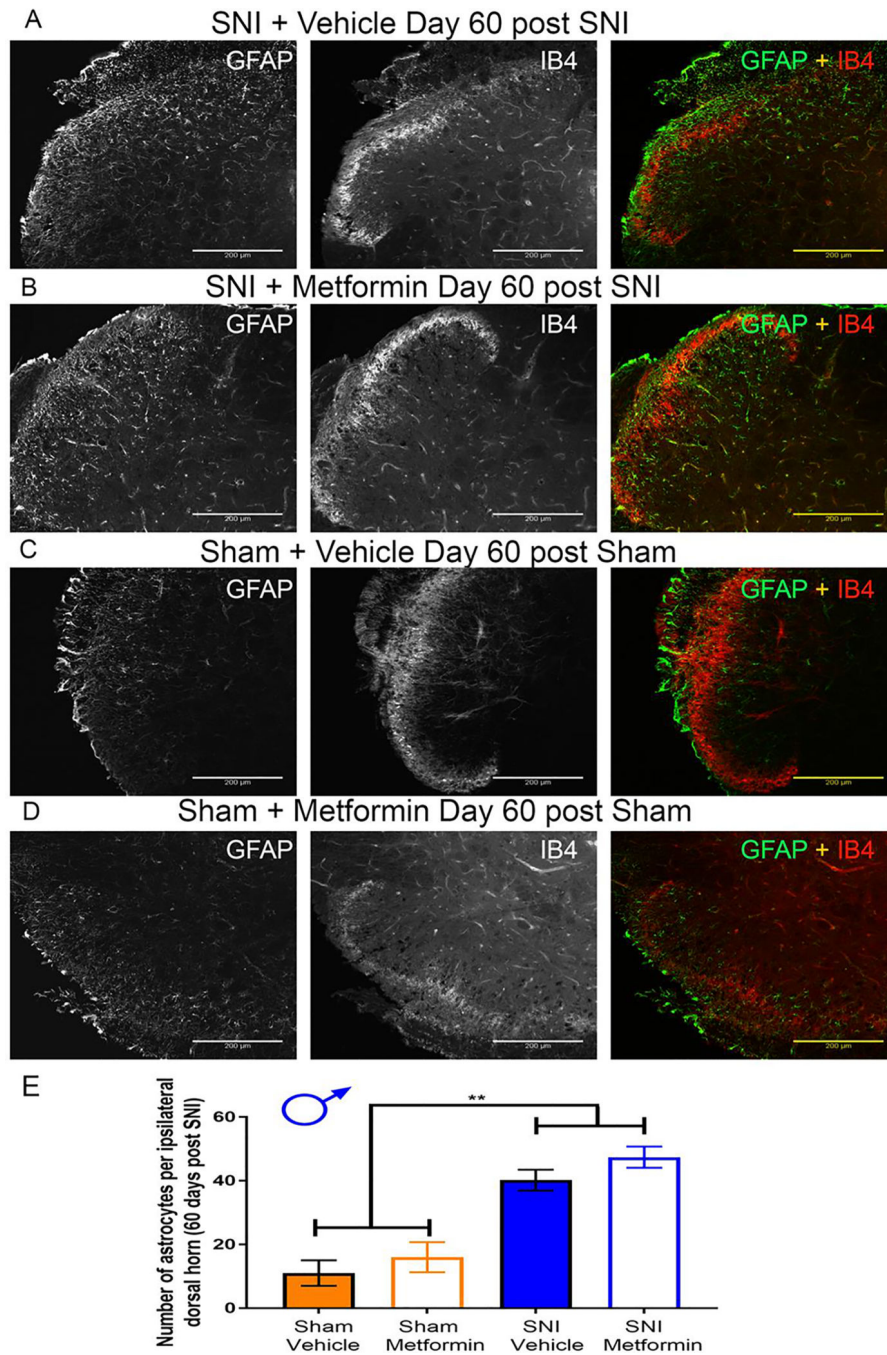 A
SNI + Vehicle Day 60 post SNI
GFAP
IB4
GFAP + IB4
200 µm
200 µm
200 µm
B
SNI + Metformin Day 60 post SNI
GFAP
IB4
GFAP + IB4
200 µm
200 µm
200 µm
C
Sham + Vehicle Day 60 post Sham
GFAP
IB4
GFAP + IB4
200 µm
200 µm
200 µm
D
Sham + Metformin Day 60 post Sham
GFAP
IB4
GFAP + IB4
200 µm
200 µm
200 µm
E
Number of astrocytes per ipsilateral
dorsal horn (60 days post SNI)
60
40
20
0
**
Sham
Vehicle
Sham
Metformin
SNI
Vehicle
SNI
Metformin